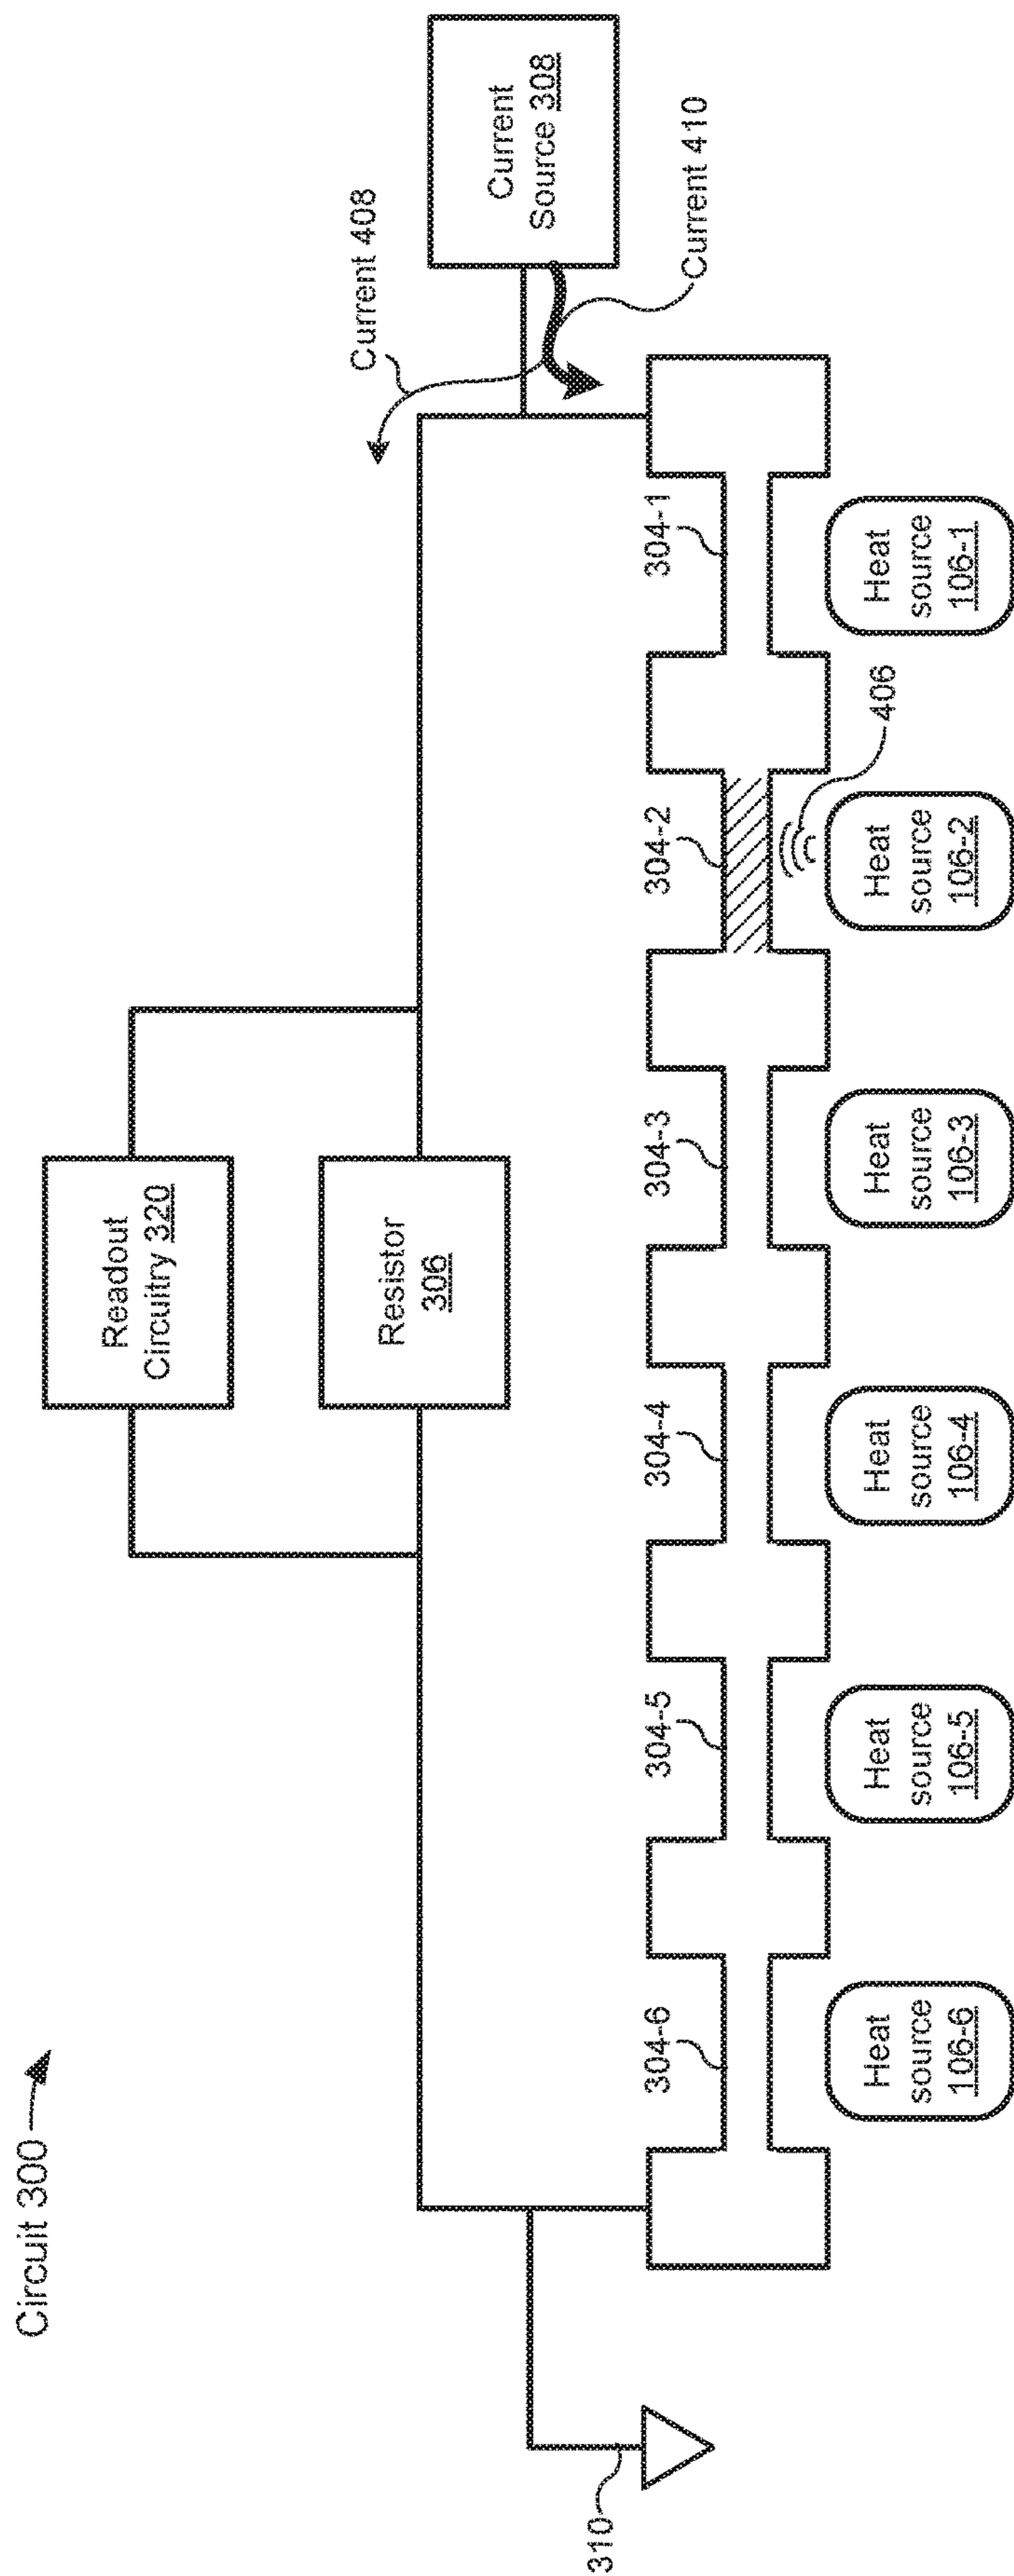 Circuit 300
Readout
Circuitry 320
Resistor
306
Current 408
Current
Source 308
Current 410
310
304-6
304-5
304-4
304-3
304-2
304-1
406
Heat
source
106-6
Heat
source
106-5
Heat
source
106-4
Heat
source
106-3
Heat
source
106-2
Heat
source
106-1